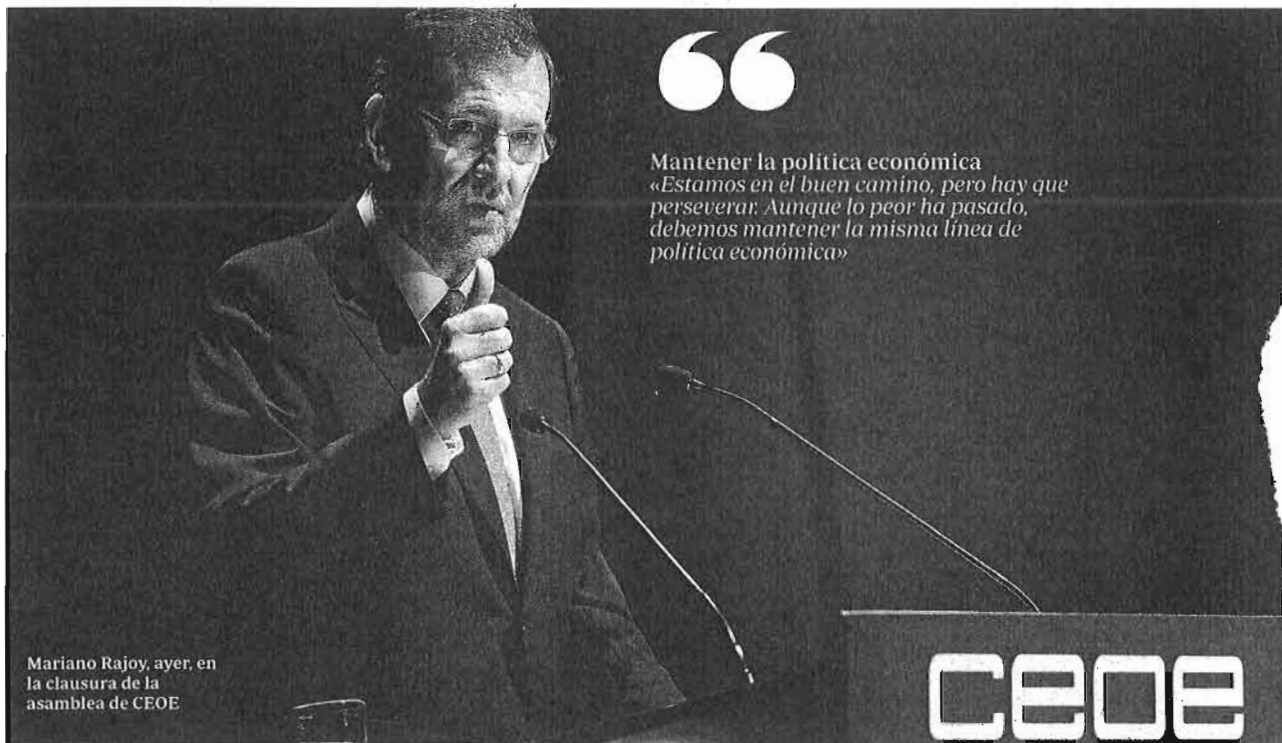 “
Mantener la política económica
«Estamos en el buen camino, pero hay que
perseverar. Aunque lo peor ha pasado,
debemos mantener la misma línea de
política económica»
Mariano Rajoy, ayer, en
la clausura de la
asamblea de CEOE
ceoe